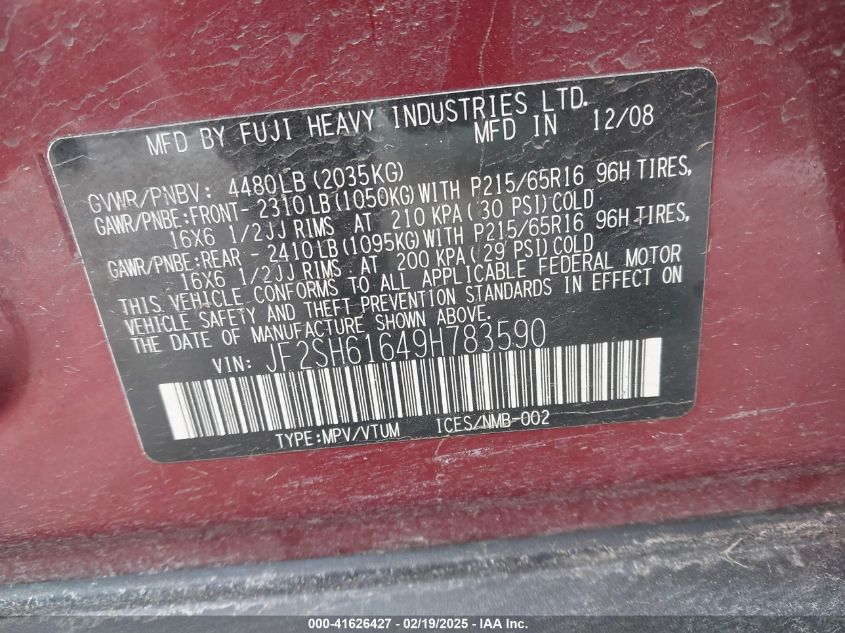 MFD BY FUJI HEAVY INDUSTRIES LTD.
MFD IN 12/08
GVWR/PNBV: 4480LB(2035KG)
GAWR/PNBE:FRONT- 2310LB(1050KG)WITH P215/65R16 96H TIRES,
16X6 1/2JJ RIMS AT 210 KPA(30 PSI)COLD
GAWR/PNBE:REAR - 2410LB(1095KG)WITH P215/65R16 96H TIRES,
16X6 1/2JJ RIMS AT 200 KPA(29 PSI)COLD
THIS VEHICLE CONFORMS TO ALL APPLICABLE FEDERAL MOTOR
VEHICLE SAFETY AND THEFT PREVENTION STANDARDS IN EFFECT ON
THE DATE OF MANUFACTURE SHOWN ABOVE.
VIN: JF2SH61649H783590
TYPE:MPV/VTUM ICES/NMB-002
000-41626427 - 02/19/2025 - IAA Inc.